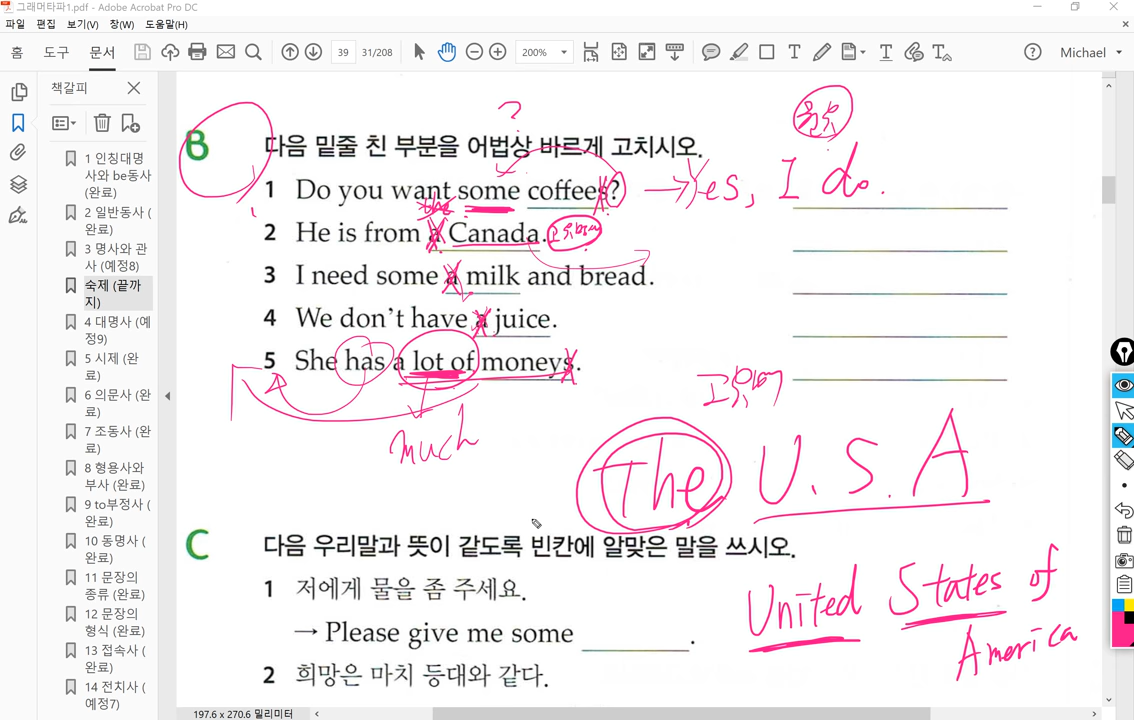 그래머타파1.pdf - Adobe Acrobat Pro DC
파일 편집 보기(V) 창(W) 도움말(H)
홈 도구 문서 39 31/208 200% Michael
책갈피
1 인칭대명
사와 be동사
(완료)
2 일반동사 (
완료)
3 명사와 관
사 (예정8)
숙제 (끝까
지)
4 대명사 (예
정9)
5 시제 (완
료)
6 의문사 (완
료)
7 조동사 (완
료)
8 형용사와
부사 (완료)
9 to부정사 (
완료)
10 동명사 (
완료)
11 문장의
종류 (완료)
12 문장의
형식 (완료)
13 접속사 (
완료)
14 전치사 (
예정7)
?
B 다음 밑줄 친 부분을 어법상 바르게 고치시오.
1 Do you want some coffees? → Yes, I do.
the
2 He is from a Canada.
3 I need some a milk and bread.
4 We don't have a juice.
5 She has a lot of moneys.
much
The U.S.A
C 다음 우리말과 뜻이 같도록 빈칸에 알맞은 말을 쓰시오.
1 저에게 물을 좀 주세요.
→ Please give me some ________.
United States of
America
2 희망은 마치 등대와 같다.
197.6 x 270.6 밀리미터